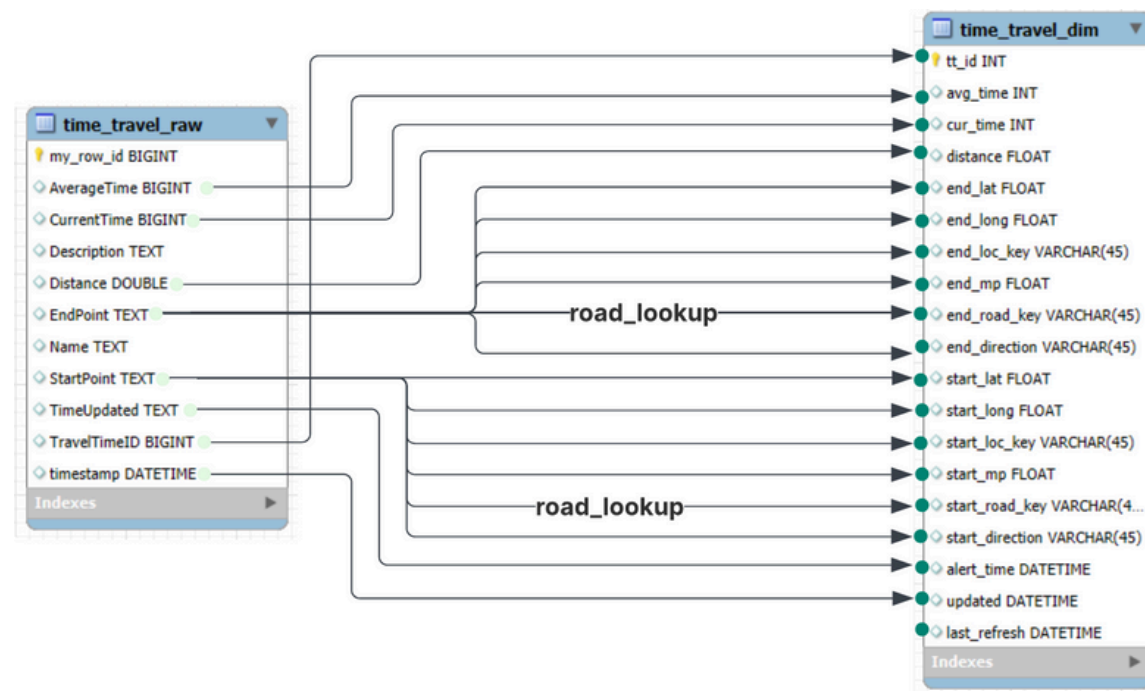 time_travel_raw
my_row_id BIGINT
AverageTime BIGINT
CurrentTime BIGINT
Description TEXT
Distance DOUBLE
EndPoint TEXT
Name TEXT
StartPoint TEXT
TimeUpdated TEXT
TravelTimeID BIGINT
timestamp DATETIME
Indexes
road_lookup
road_lookup
time_travel_dim
tt_id INT
avg_time INT
cur_time INT
distance FLOAT
end_lat FLOAT
end_long FLOAT
end_loc_key VARCHAR(45)
end_mp FLOAT
end_road_key VARCHAR(45)
end_direction VARCHAR(45)
start_lat FLOAT
start_long FLOAT
start_loc_key VARCHAR(45)
start_mp FLOAT
start_road_key VARCHAR(4...
start_direction VARCHAR(45)
alert_time DATETIME
updated DATETIME
last_refresh DATETIME
Indexes